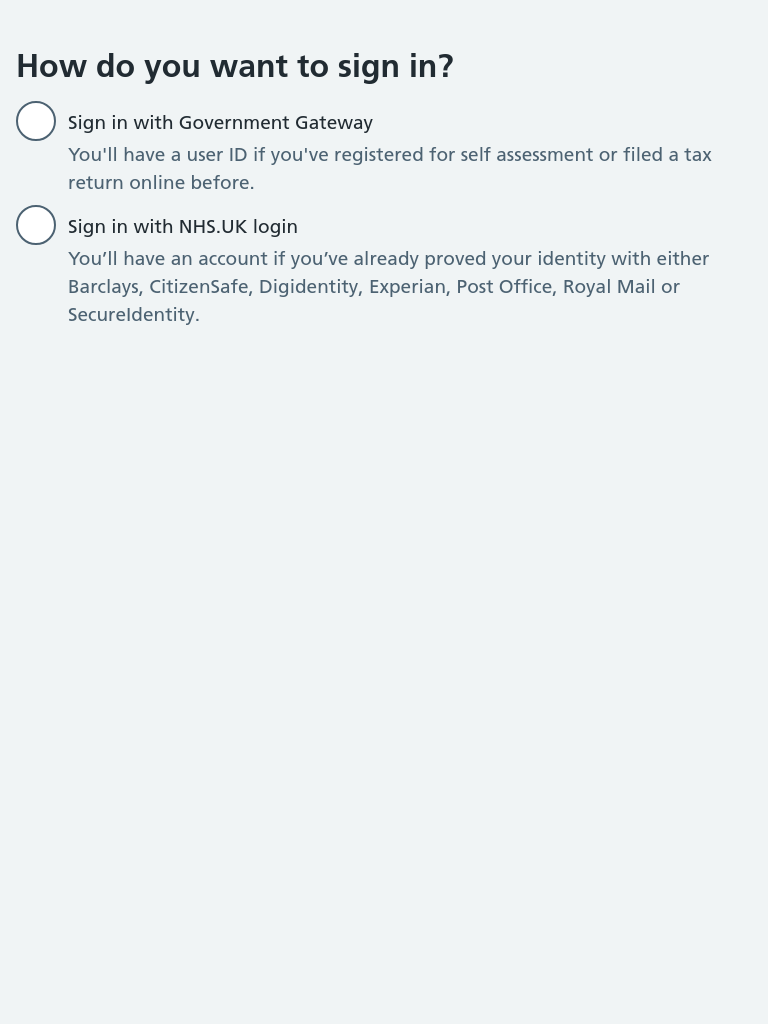 How do you want to sign in?
Sign in with Government Gateway
You'll have a user ID if you've registered for self assessment or filed a tax
return online before.
Sign in with NHS.UK login
You’ll have an account if you’ve already proved your identity with either
Barclays, CitizenSafe, Digidentity, Experian, Post Office, Royal Mail or
SecureIdentity.